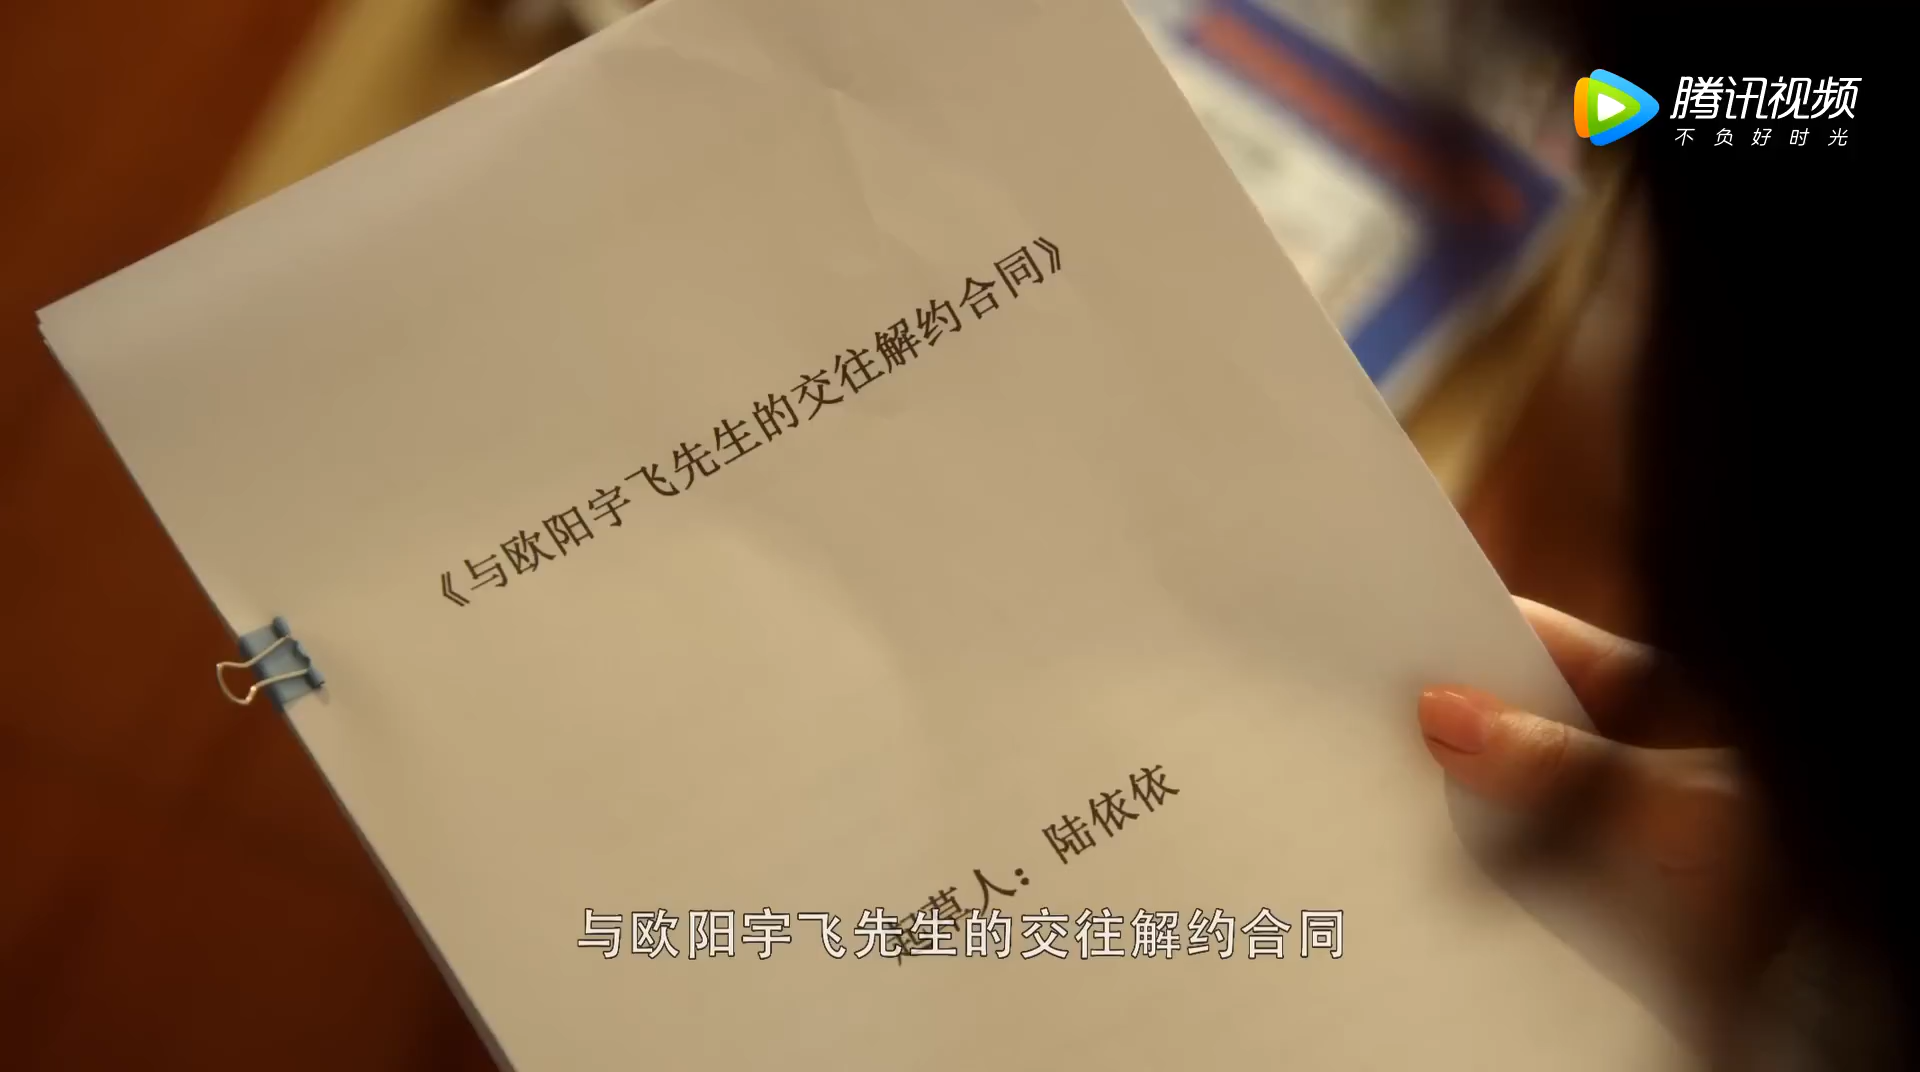 腾讯视频
不负好时光
《与欧阳宇飞先生的交往解约合同》
起草人：陆依依
与欧阳宇飞先生的交往解约合同